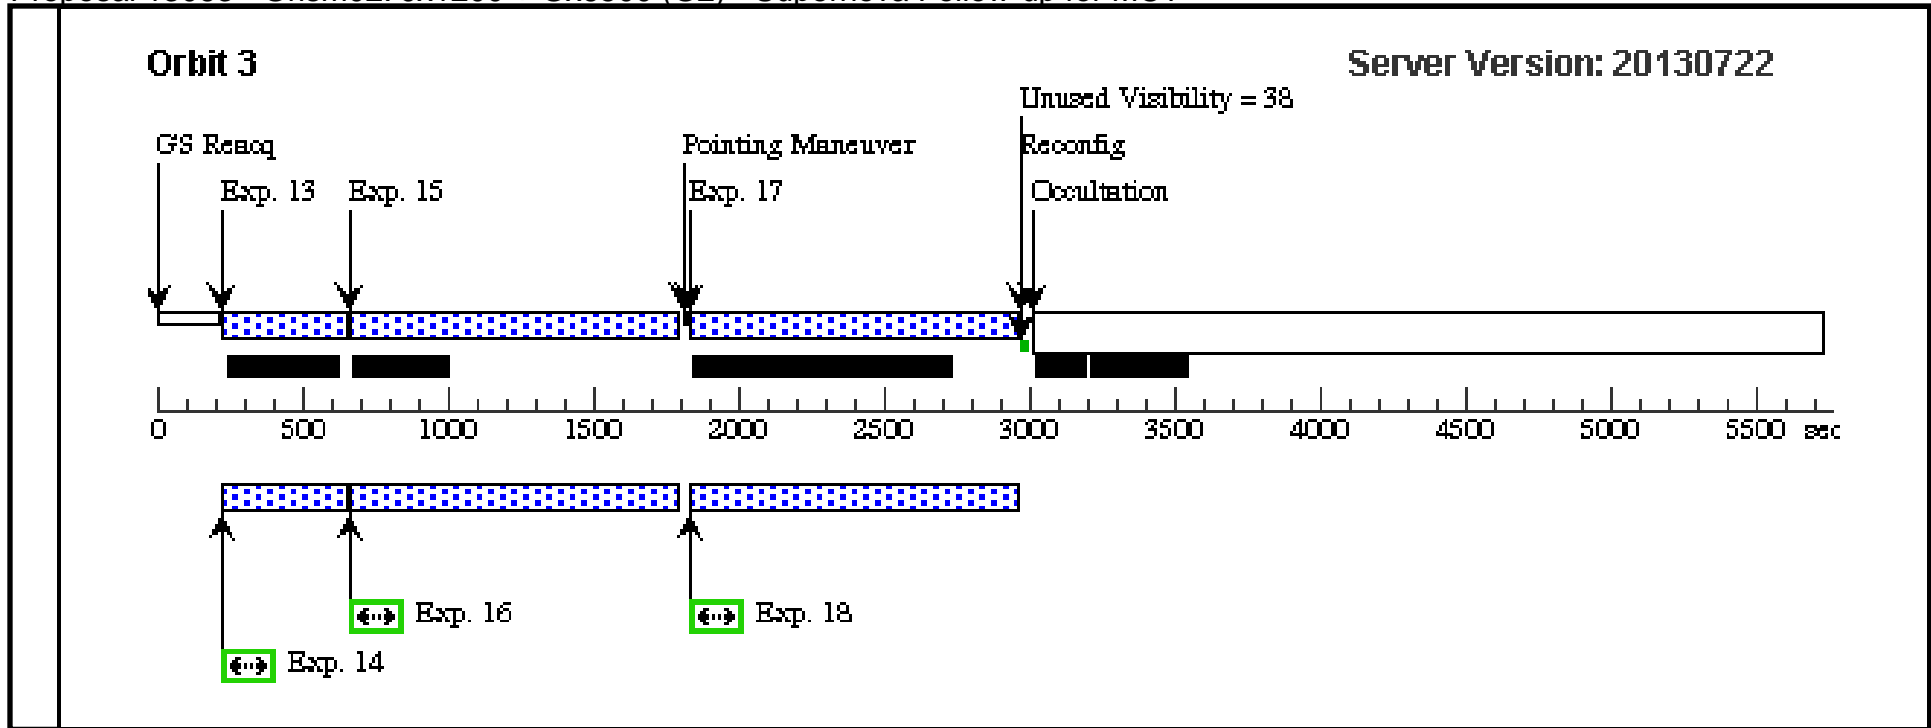 Orbit 3
Server Version: 20130722
Unused Visibility = 38
GS Reacq
Pointing Maneuver
Reconfig
Exp. 13
Exp. 15
Exp. 17
Occultation
0 500 1000 1500 2000 2500 3000 3500 4000 4500 5000 5500 sec
Exp. 16
Exp. 18
Exp. 14